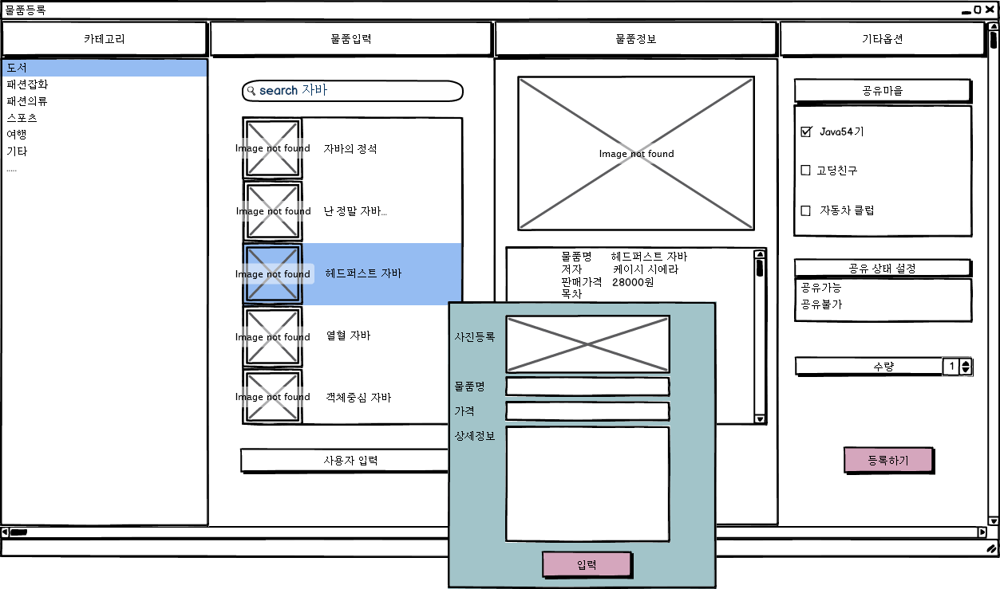 물품등록
카테고리
물품입력
물품정보
기타옵션
도서
패션잡화
패션의류
스포츠
여행
기타
.....
search 자바
Image not found
자바의 정석
Image not found
난 정말 자바...
Image not found
헤드퍼스트 자바
Image not found
열혈 자바
Image not found
객체중심 자바
사용자 입력
Image not found
물품명 헤드퍼스트 자바
저자 케이시 시에라
판매가격 28000원
목차
사진등록
물품명
가격
상세정보
입력
공유마을
Java54기
고딩친구
자동차 클럽
공유 상태 설정
공유가능
공유불가
수량 1
등록하기